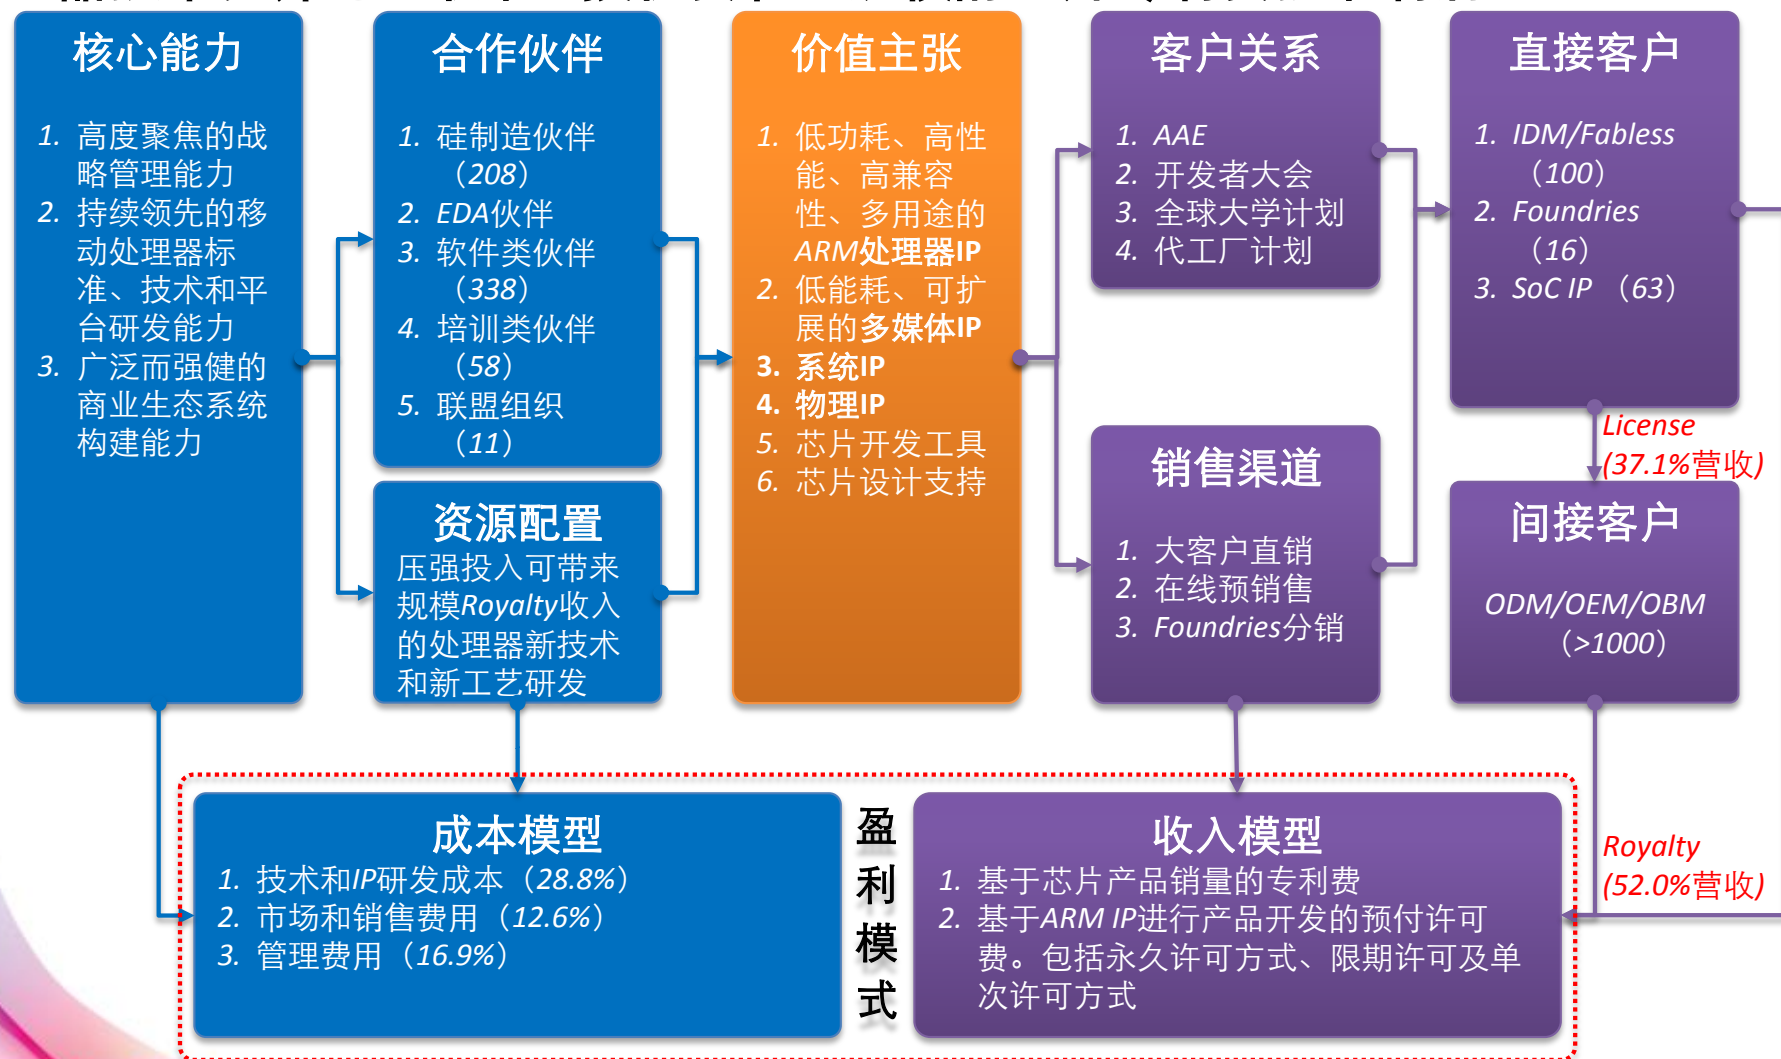 核心能力
1. 高度聚焦的战
略管理能力
2. 持续领先的移
动处理器标
准、技术和平
台研发能力
3. 广泛而强健的
商业生态系统
构建能力
合作伙伴
1. 硅制造伙伴
（208）
2. EDA伙伴
3. 软件类伙伴
（338）
4. 培训类伙伴
（58）
5. 联盟组织
（11）
资源配置
压强投入可带来
规模Royalty收入
的处理器新技术
和新工艺研发
价值主张
1. 低功耗、高性
能、高兼容
性、多用途的
ARM处理器IP
2. 低能耗、可扩
展的多媒体IP
3. 系统IP
4. 物理IP
5. 芯片开发工具
6. 芯片设计支持
客户关系
1. AAE
2. 开发者大会
3. 全球大学计划
4. 代工厂计划
销售渠道
1. 大客户直销
2. 在线预销售
3. Foundries分销
直接客户
1. IDM/Fabless
（100）
2. Foundries
（16）
3. SoC IP （63）
License
(37.1%营收)
间接客户
ODM/OEM/OBM
（>1000）
Royalty
(52.0%营收)
成本模型
1. 技术和IP研发成本（28.8%）
2. 市场和销售费用（12.6%）
3. 管理费用（16.9%）
盈
利
模
式
收入模型
1. 基于芯片产品销量的专利费
2. 基于ARM IP进行产品开发的预付许可
费。包括永久许可方式、限期许可及单
次许可方式